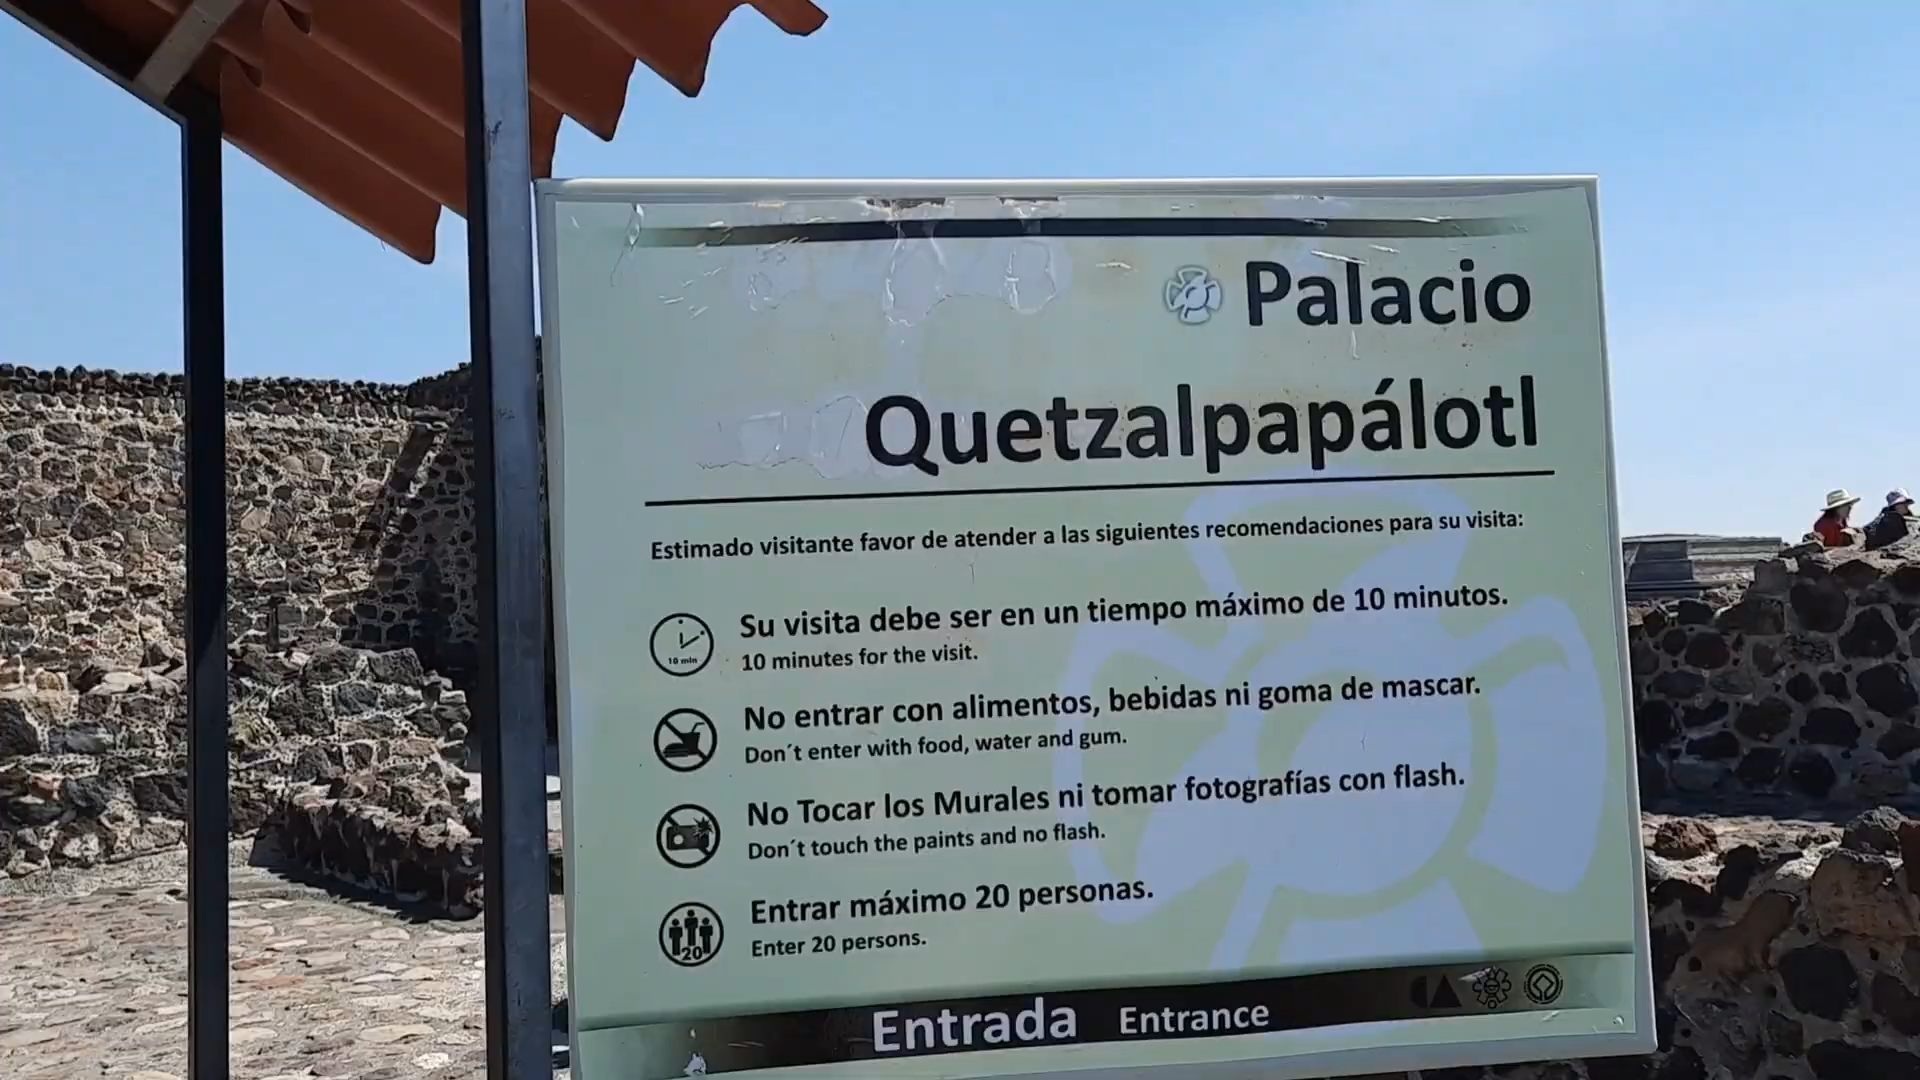 Palacio
Quetzalpapálotl
Estimado visitante favor de atender a las siguientes recomendaciones para su visita:
Su visita debe ser en un tiempo máximo de 10 minutos.
10 min
10 minutes for the visit.
No entrar con alimentos, bebidas ni goma de mascar.
Don´t enter with food, water and gum.
No Tocar los Murales ni tomar fotografías con flash.
Don´t touch the paints and no flash.
Entrar máximo 20 personas.
20
Enter 20 persons.
Entrada Entrance